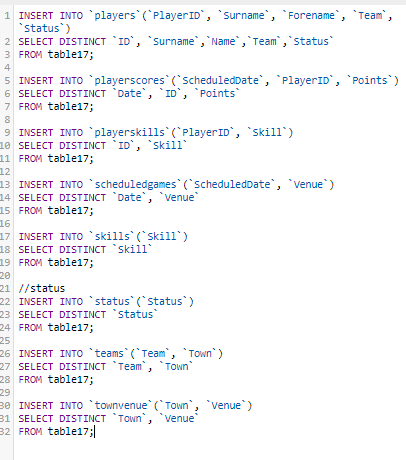 1 INSERT INTO `players`(`PlayerID`, `Surname`, `Forename`, `Team`,
`Status`)
2 SELECT DISTINCT `ID`, `Surname`,`Name`,`Team`,`Status`
3 FROM table17;
4
5 INSERT INTO `playerscores`(`ScheduledDate`, `PlayerID`, `Points`)
6 SELECT DISTINCT `Date`, `ID`, `Points`
7 FROM table17;
8
9 INSERT INTO `playerskills`(`PlayerID`, `Skill`)
10 SELECT DISTINCT `ID`, `Skill`
11 FROM table17;
12
13 INSERT INTO `scheduledgames`(`ScheduledDate`, `Venue`)
14 SELECT DISTINCT `Date`, `Venue`
15 FROM table17;
16
17 INSERT INTO `skills`(`Skill`)
18 SELECT DISTINCT `Skill`
19 FROM table17;
20
21 //status
22 INSERT INTO `status`(`Status`)
23 SELECT DISTINCT `Status`
24 FROM table17;
25
26 INSERT INTO `teams`(`Team`, `Town`)
27 SELECT DISTINCT `Team`, `Town`
28 FROM table17;
29
30 INSERT INTO `townvenue`(`Town`, `Venue`)
31 SELECT DISTINCT `Town`, `Venue`
32 FROM table17;